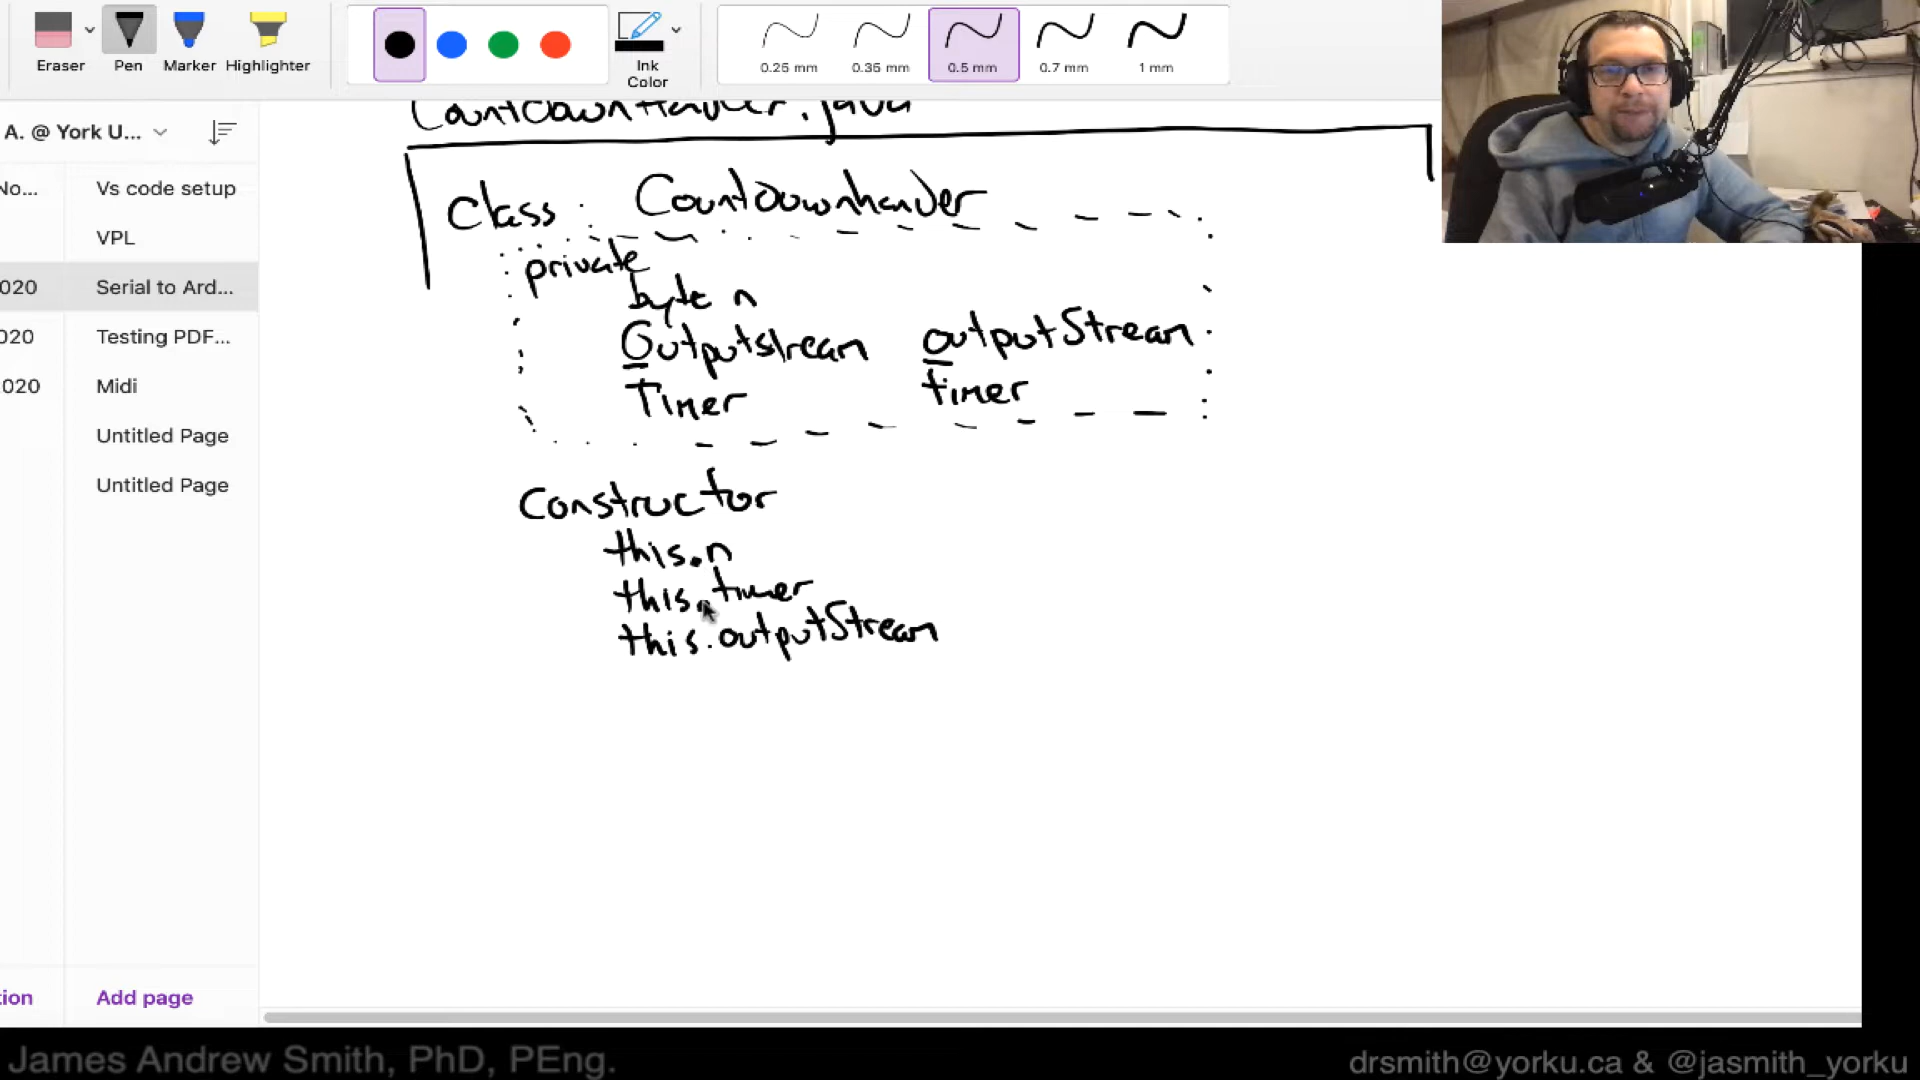 Eraser Pen Marker Highlighter Ink Color 0.25 mm 0.35 mm 0.5 mm 0.7 mm 1 mm
A. @ York U...
No... Vs code setup
VPL
020 Serial to Ard...
020 Testing PDF...
020 Midi
Untitled Page
Untitled Page
tion Add page
CountdownHandler.java
Class: CountDownhander
private
byte n
Outputstream outputStream
Timer timer
Constructor
this.n
this.timer
this.outputStream
James Andrew Smith, PhD, PEng. drsmith@yorku.ca & @jasmith_yorku